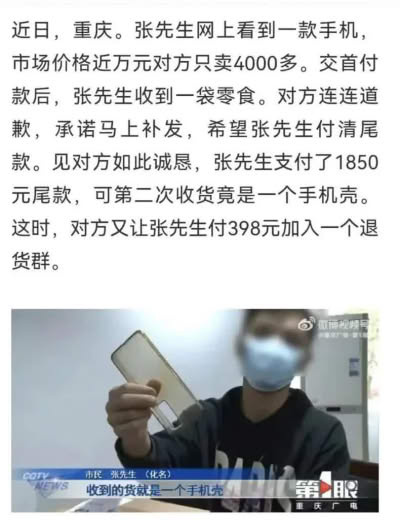 近日，重庆。张先生网上看到一款手机，
市场价格近万元对方只卖4000多。交首付
款后，张先生收到一袋零食。对方连连道
歉，承诺马上补发，希望张先生付清尾
款。见对方如此诚恳，张先生支付了1850
元尾款，可第二次收货竟是一个手机壳。
这时，对方又让张先生付398元加入一个退
货群。
微博视频号
CQTV
NEWS
市民 张先生 （化名）
收到的货就是一个手机壳
第1眼
重庆广电